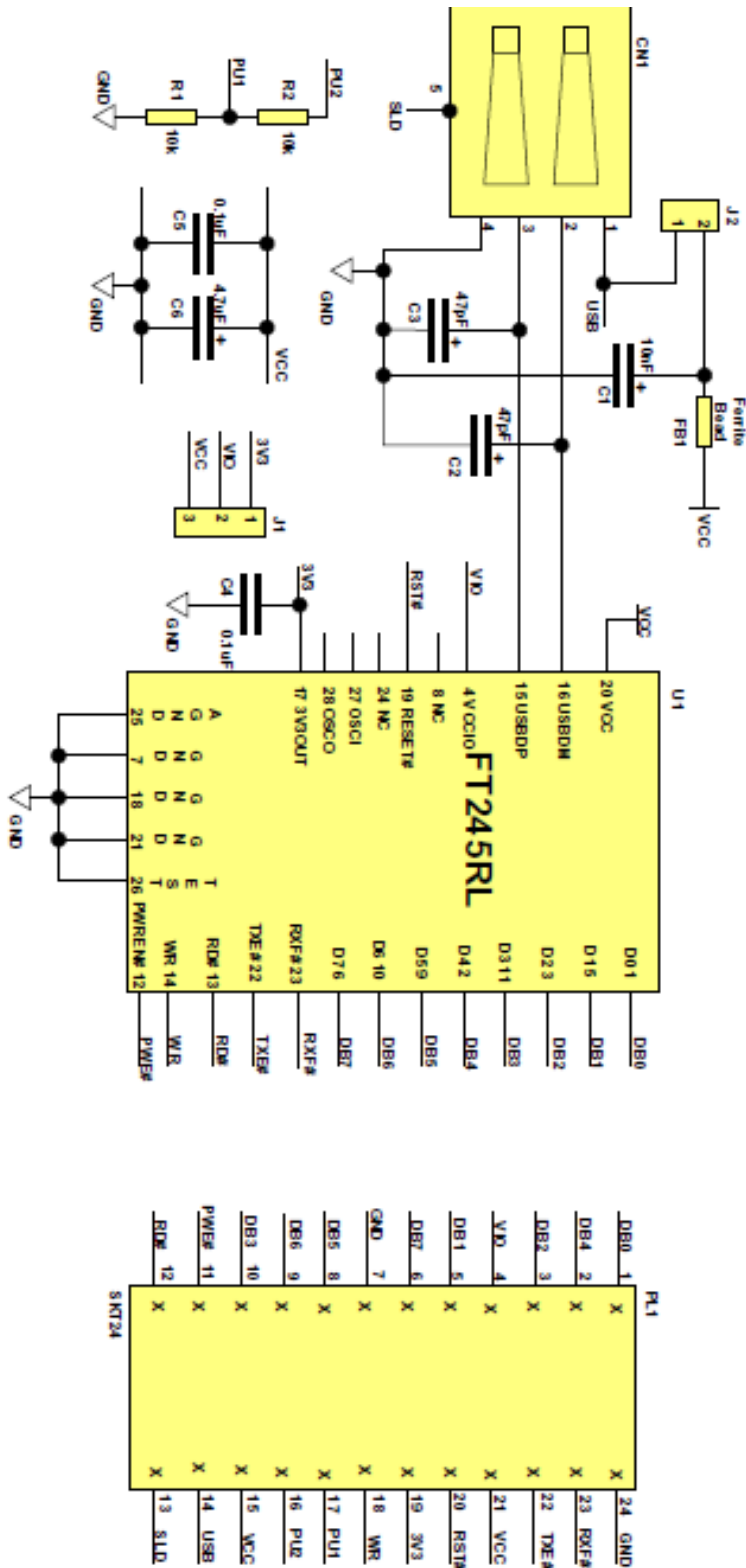 CN1
5
SLD
1
2
3
4
USB
GND
J2
2
1
10nF
+
C1
Ferrite
Bead
FB1
VCC
47pF
+
C3
47pF
+
C2
PU1
PU2
R1
10k
R2
10k
GND
0.1uF
C5
4.7uF
+
C6
VCC
GND
J1
3V3 1
VIO 2
VCC 3
3V3
C4
0.1uF
GND
U1
FT245RL
VCC
20 VCC
16 USBDM
15 USBDP
VIO
4 VCCIO
8 NC
RST#
19 RESET#
24 NC
27 OSCI
28 OSCO
17 3V3OUT
AGND 25
GND 7
GND 18
GND 21
TEST 26
GND
D0 1 DB0
D1 5 DB1
D2 3 DB2
D3 11 DB3
D4 2 DB4
D5 9 DB5
D6 10 DB6
D7 6 DB7
RXF# 23 RXF#
TXE# 22 TXE#
RD# 13 RD#
WR 14 WR
PWREN# 12 PWE#
PL1
DB0 1 X X 24 GND
DB4 2 X X 23 RXF#
DB2 3 X X 22 TXE#
VIO 4 X X 21 VCC
DB1 5 X X 20 RST#
DB7 6 X X 19 3V3
GND 7 X X 18 WR
DB5 8 X X 17 PU1
DB6 9 X X 16 PU2
DB3 10 X X 15 VCC
PWE# 11 X X 14 USB
RD# 12 X X 13 SLD
SKT24